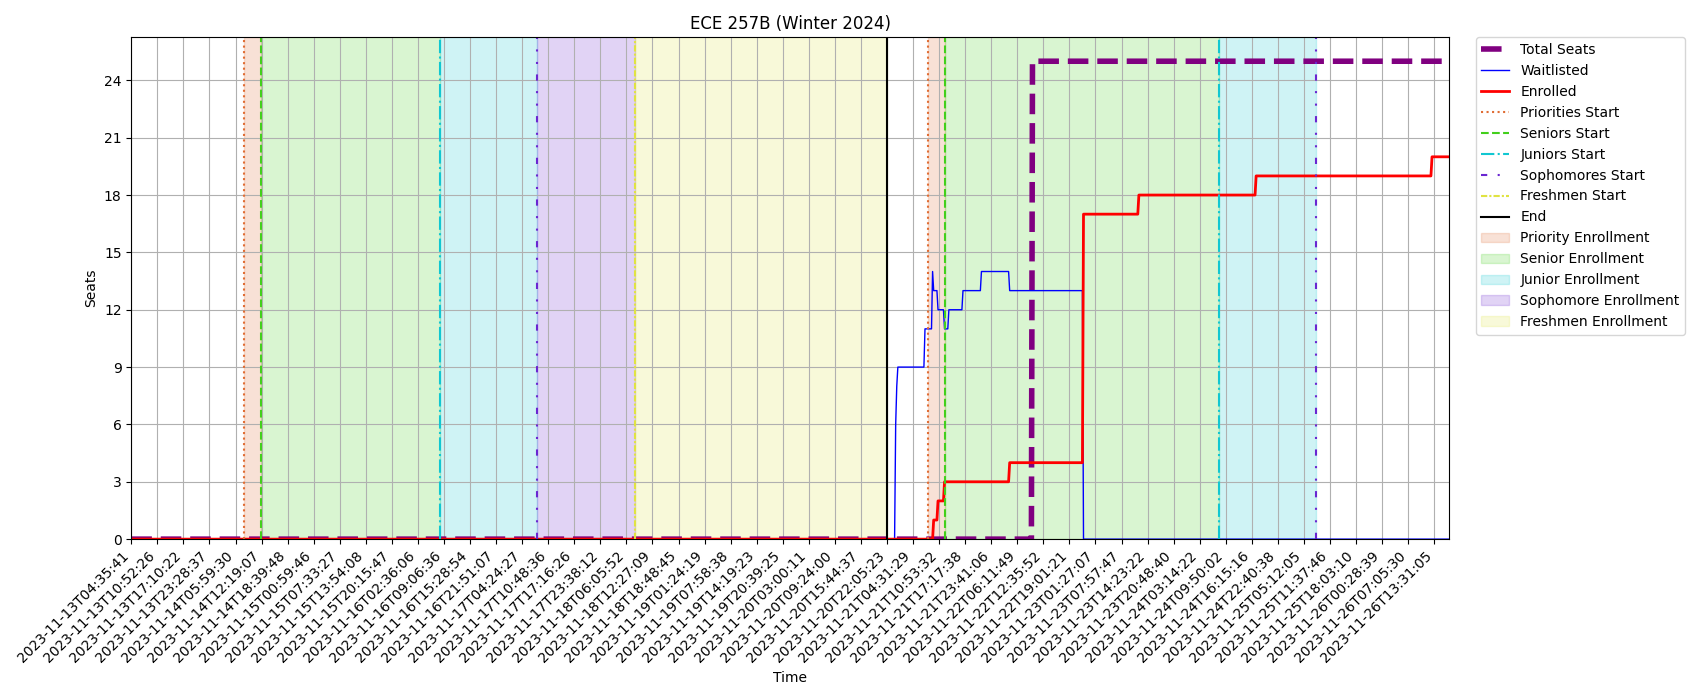 ECE 257B (Winter 2024)
Seats
24
21
18
15
12
9
6
3
0
2023-11-13T04:35:41
2023-11-13T10:52:26
2023-11-13T17:10:22
2023-11-13T23:28:37
2023-11-14T05:59:30
2023-11-14T12:19:07
2023-11-14T18:39:48
2023-11-15T00:59:46
2023-11-15T07:33:27
2023-11-15T13:54:08
2023-11-15T20:15:47
2023-11-16T02:36:06
2023-11-16T09:06:36
2023-11-16T15:28:54
2023-11-16T21:51:07
2023-11-17T04:24:27
2023-11-17T10:48:36
2023-11-17T17:16:26
2023-11-17T23:38:12
2023-11-18T06:05:52
2023-11-18T12:27:09
2023-11-18T18:48:45
2023-11-19T01:24:19
2023-11-19T07:58:38
2023-11-19T14:19:23
2023-11-19T20:39:25
2023-11-20T03:00:11
2023-11-20T09:24:00
2023-11-20T15:44:37
2023-11-20T22:05:23
2023-11-21T04:31:29
2023-11-21T10:53:32
2023-11-21T17:17:38
2023-11-21T23:41:06
2023-11-22T06:11:49
2023-11-22T12:35:52
2023-11-22T19:01:21
2023-11-23T01:27:07
2023-11-23T07:57:47
2023-11-23T14:23:22
2023-11-23T20:48:40
2023-11-24T03:14:22
2023-11-24T09:50:02
2023-11-24T16:15:16
2023-11-24T22:40:38
2023-11-25T05:12:05
2023-11-25T11:37:46
2023-11-25T18:03:10
2023-11-26T00:28:39
2023-11-26T07:05:30
2023-11-26T13:31:05
Time
Total Seats
Waitlisted
Enrolled
Priorities Start
Seniors Start
Juniors Start
Sophomores Start
Freshmen Start
End
Priority Enrollment
Senior Enrollment
Junior Enrollment
Sophomore Enrollment
Freshmen Enrollment